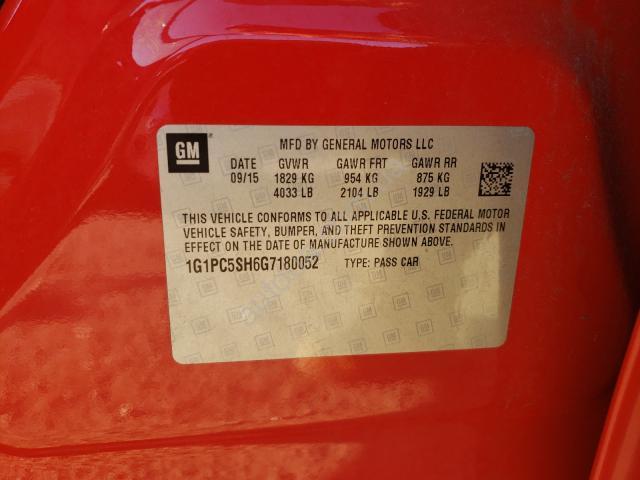 GM
MFD BY GENERAL MOTORS LLC
DATE GVWR GAWR FRT GAWR RR
09/15 1829 KG 954 KG 875 KG
4033 LB 2104 LB 1929 LB
THIS VEHICLE CONFORMS TO ALL APPLICABLE U.S. FEDERAL MOTOR
VEHICLE SAFETY, BUMPER, AND THEFT PREVENTION STANDARDS IN
EFFECT ON THE DATE OF MANUFACTURE SHOWN ABOVE.
1G1PC5SH6G7180052 TYPE: PASS CAR